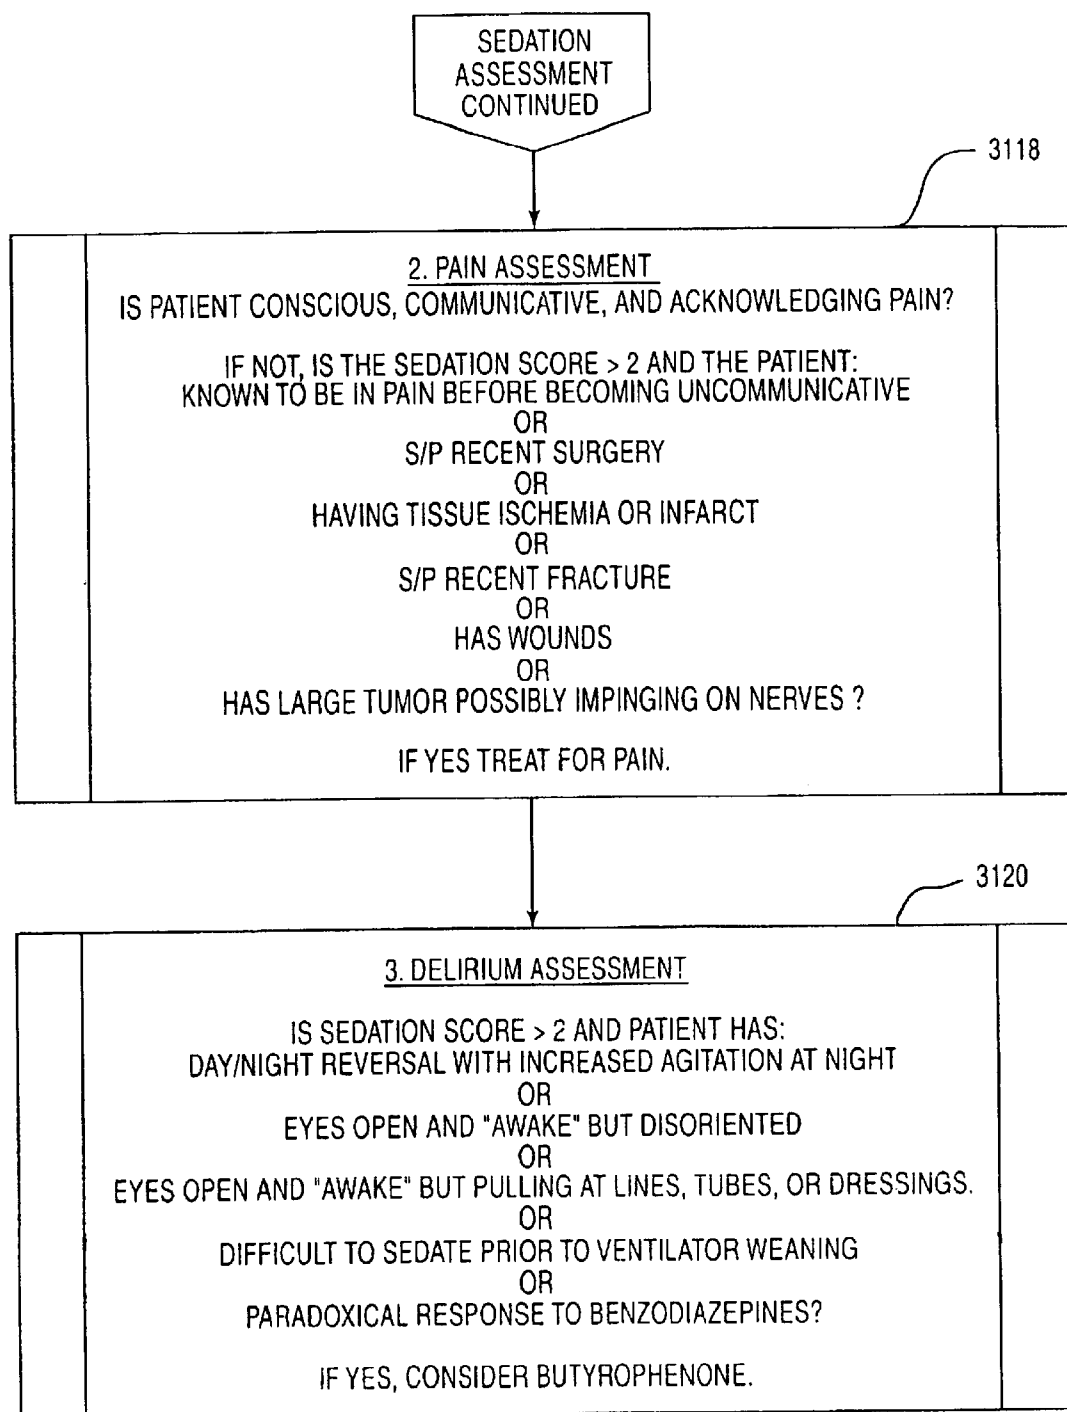 SEDATION
ASSESSMENT
CONTINUED
3118
2. PAIN ASSESSMENT
IS PATIENT CONSCIOUS, COMMUNICATIVE, AND ACKNOWLEDGING PAIN?
IF NOT, IS THE SEDATION SCORE > 2 AND THE PATIENT:
KNOWN TO BE IN PAIN BEFORE BECOMING UNCOMMUNICATIVE
OR
S/P RECENT SURGERY
OR
HAVING TISSUE ISCHEMIA OR INFARCT
OR
S/P RECENT FRACTURE
OR
HAS WOUNDS
OR
HAS LARGE TUMOR POSSIBLY IMPINGING ON NERVES ?
IF YES TREAT FOR PAIN.
3120
3. DELIRIUM ASSESSMENT
IS SEDATION SCORE > 2 AND PATIENT HAS:
DAY/NIGHT REVERSAL WITH INCREASED AGITATION AT NIGHT
OR
EYES OPEN AND "AWAKE" BUT DISORIENTED
OR
EYES OPEN AND "AWAKE" BUT PULLING AT LINES, TUBES, OR DRESSINGS.
OR
DIFFICULT TO SEDATE PRIOR TO VENTILATOR WEANING
OR
PARADOXICAL RESPONSE TO BENZODIAZEPINES?
IF YES, CONSIDER BUTYROPHENONE.